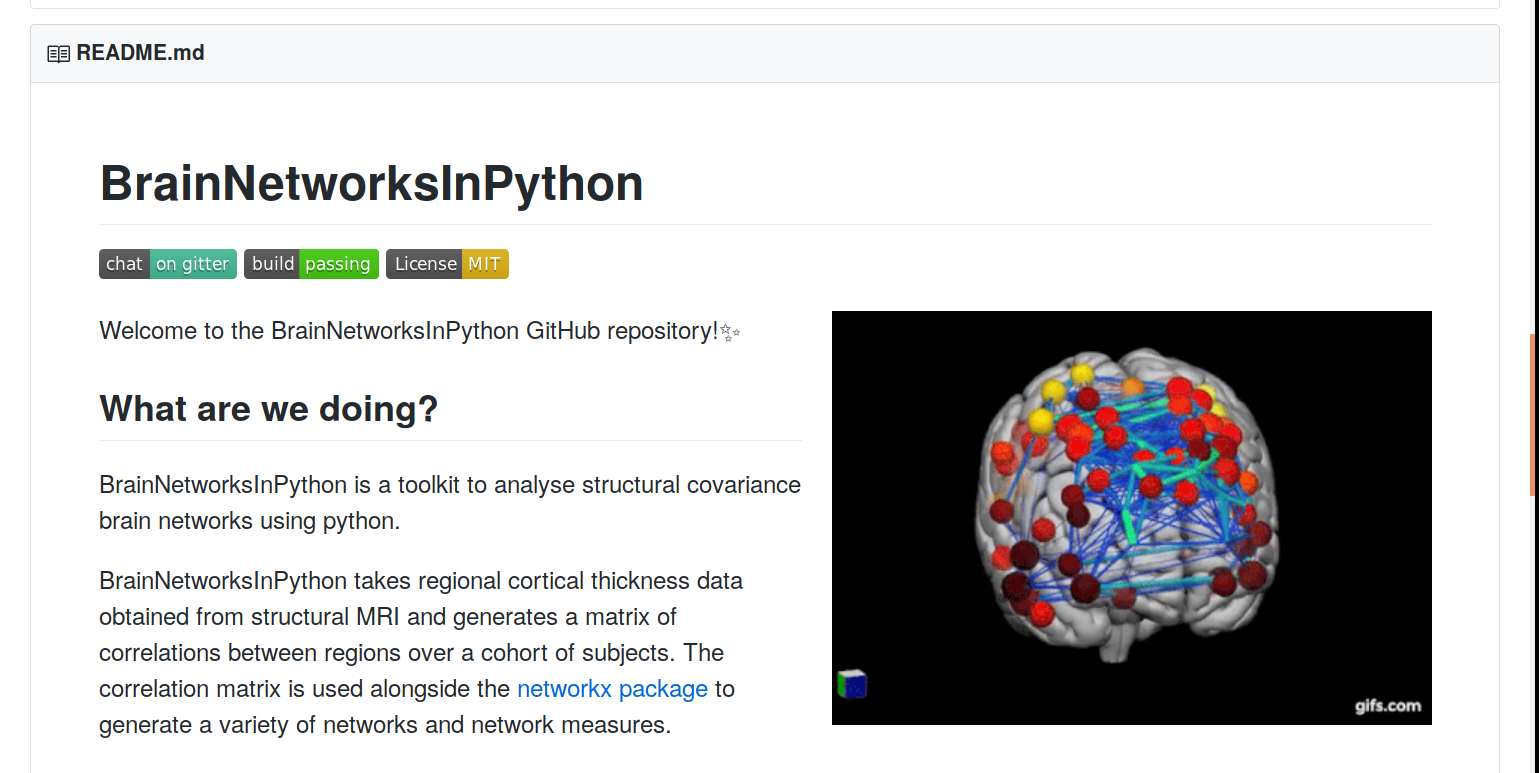 README.md
BrainNetworksInPython
chat on gitter build passing License MIT
Welcome to the BrainNetworksInPython GitHub repository!✨
What are we doing?
BrainNetworksInPython is a toolkit to analyse structural covariance
brain networks using python.
BrainNetworksInPython takes regional cortical thickness data
obtained from structural MRI and generates a matrix of
correlations between regions over a cohort of subjects. The
correlation matrix is used alongside the networkx package to
generate a variety of networks and network measures.
gifs.com